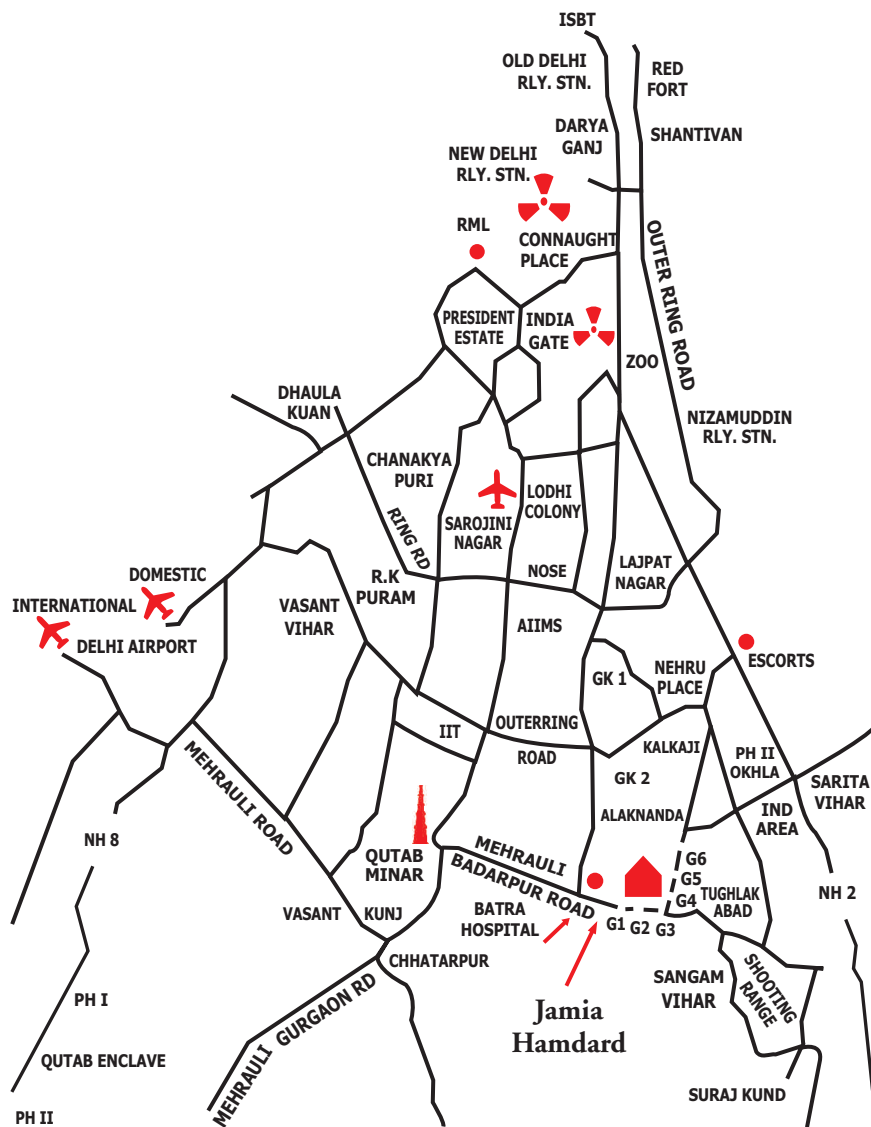 ISBT
OLD DELHI
RLY. STN.
RED
FORT
DARYA
GANJ
SHANTIVAN
NEW DELHI
RLY. STN.
RML
CONNAUGHT
PLACE
OUTER RING ROAD
PRESIDENT
ESTATE
INDIA
GATE
ZOO
DHAULA
KUAN
NIZAMUDDIN
RLY. STN.
CHANAKYA
PURI
LODHI
COLONY
RING RD
SAROJINI
NAGAR
LAJPAT
NAGAR
NOSE
R.K
PURAM
DOMESTIC
INTERNATIONAL
DELHI AIRPORT
VASANT
VIHAR
AIIMS
GK 1
NEHRU
PLACE
ESCORTS
IIT
OUTERRING
ROAD
KALKAJI
PH II
OKHLA
SARITA
VIHAR
GK 2
ALAKNANDA
IND
AREA
MEHRAULI ROAD
NH 8
QUTAB
MINAR
MEHRAULI
BADARPUR ROAD
G6
G5
G4
TUGHLAK
ABAD
NH 2
VASANT KUNJ
BATRA
HOSPITAL
G1 G2 G3
CHHATARPUR
SANGAM
VIHAR
SHOOTING
RANGE
MEHRAULI GURGAON RD
PH I
Jamia
Hamdard
QUTAB ENCLAVE
SURAJ KUND
PH II